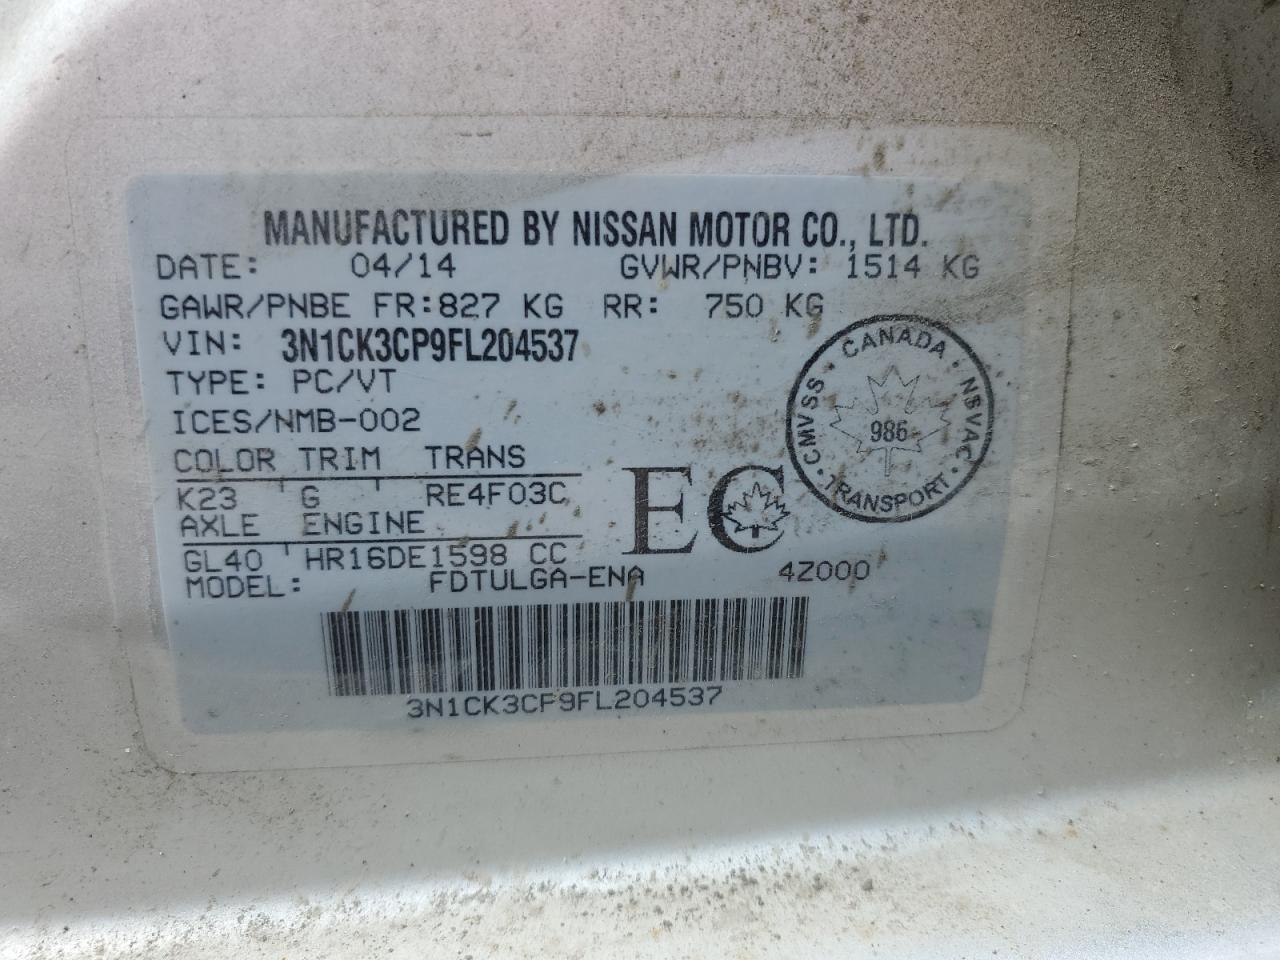 MANUFACTURED BY NISSAN MOTOR CO., LTD.
DATE: 04/14 GVWR/PNBV: 1514 KG
GAWR/PNBE FR:827 KG RR: 750 KG
VIN: 3N1CK3CP9FL204537
TYPE: PC/VT
ICES/NMB-002
COLOR TRIM TRANS
K23 G RE4F03C
AXLE ENGINE
GL40 HR16DE1598 CC
MODEL: FDTULGA-ENA 4Z000
EC
CANADA
CMVSS
NSVAC
986
TRANSPORT
3N1CK3CP9FL204537